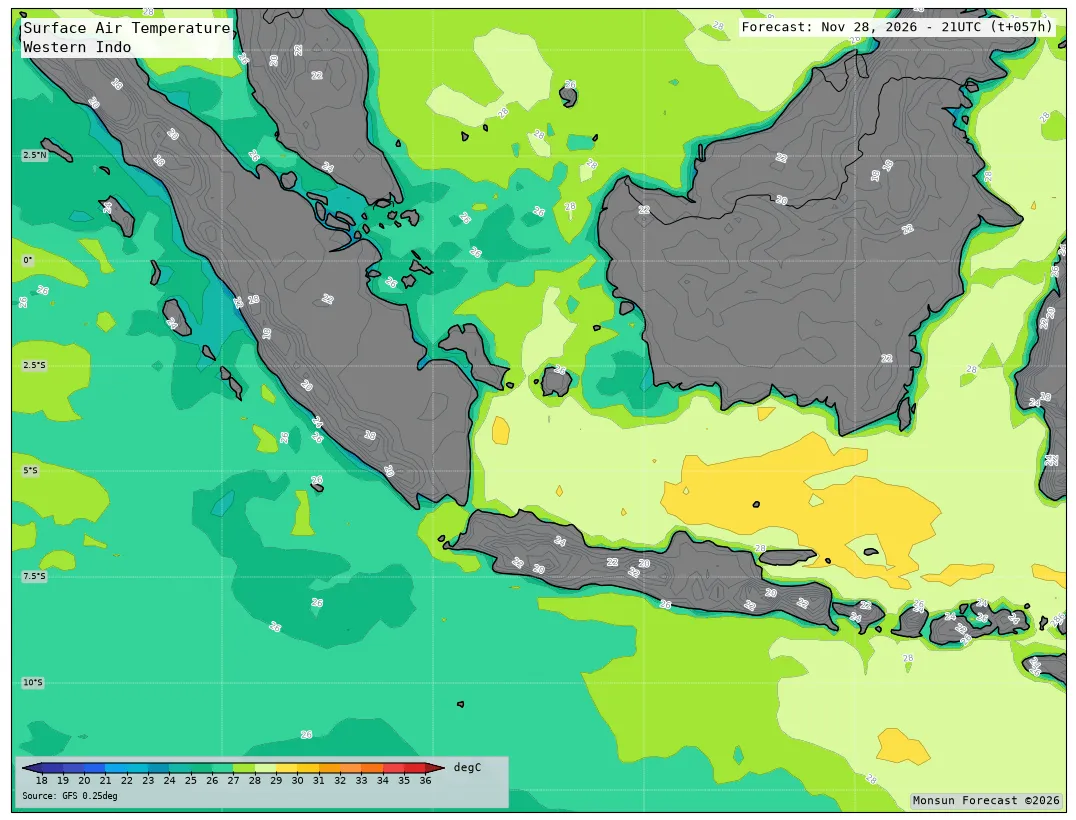 Surface Air Temperature
Western Indo
Forecast: Nov 28, 2026 - 21UTC (t+057h)
2.5°N
0°
2.5°S
5°S
7.5°S
10°S
degC
18 19 20 21 22 23 24 25 26 27 28 29 30 31 32 33 34 35 36
Source: GFS 0.25deg
Monsun Forecast ©2026